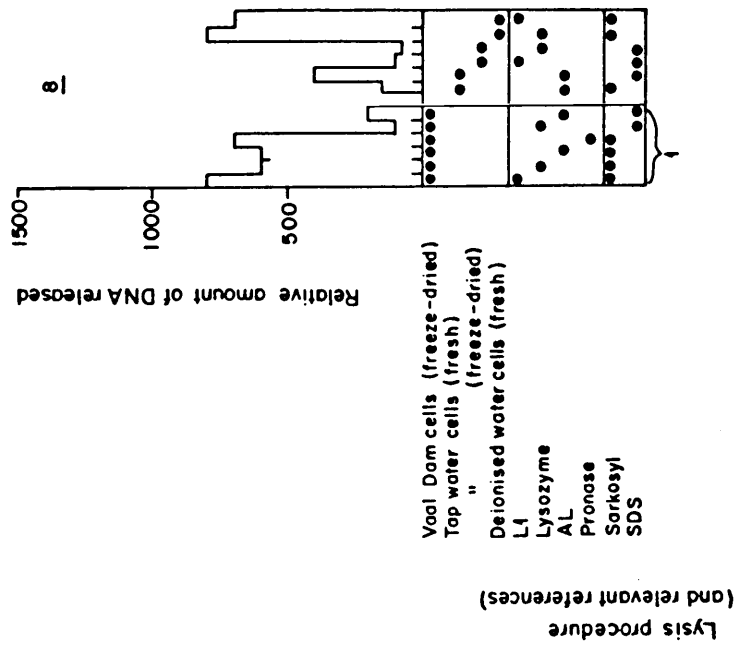 8
1500
1000
500
Relative amount of DNA released
Vaal Dam cells (freeze-dried)
Tap water cells (fresh)
" (freeze-dried)
Deionised water cells (fresh)
L1
Lysozyme
AL
Pronase
Sarkosyl
SDS
Lysis procedure
(and relevant references)